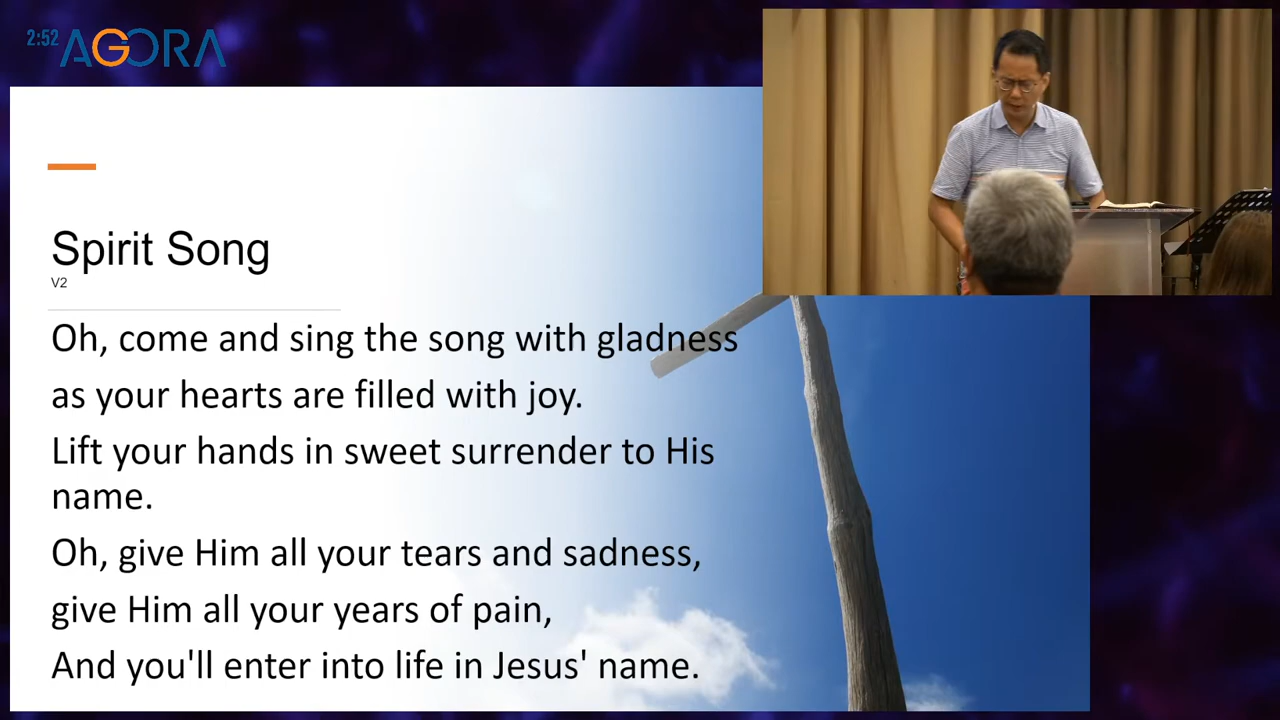 2:52 AGORA
Spirit Song
V2
Oh, come and sing the song with gladness
as your hearts are filled with joy.
Lift your hands in sweet surrender to His
name.
Oh, give Him all your tears and sadness,
give Him all your years of pain,
And you'll enter into life in Jesus' name.